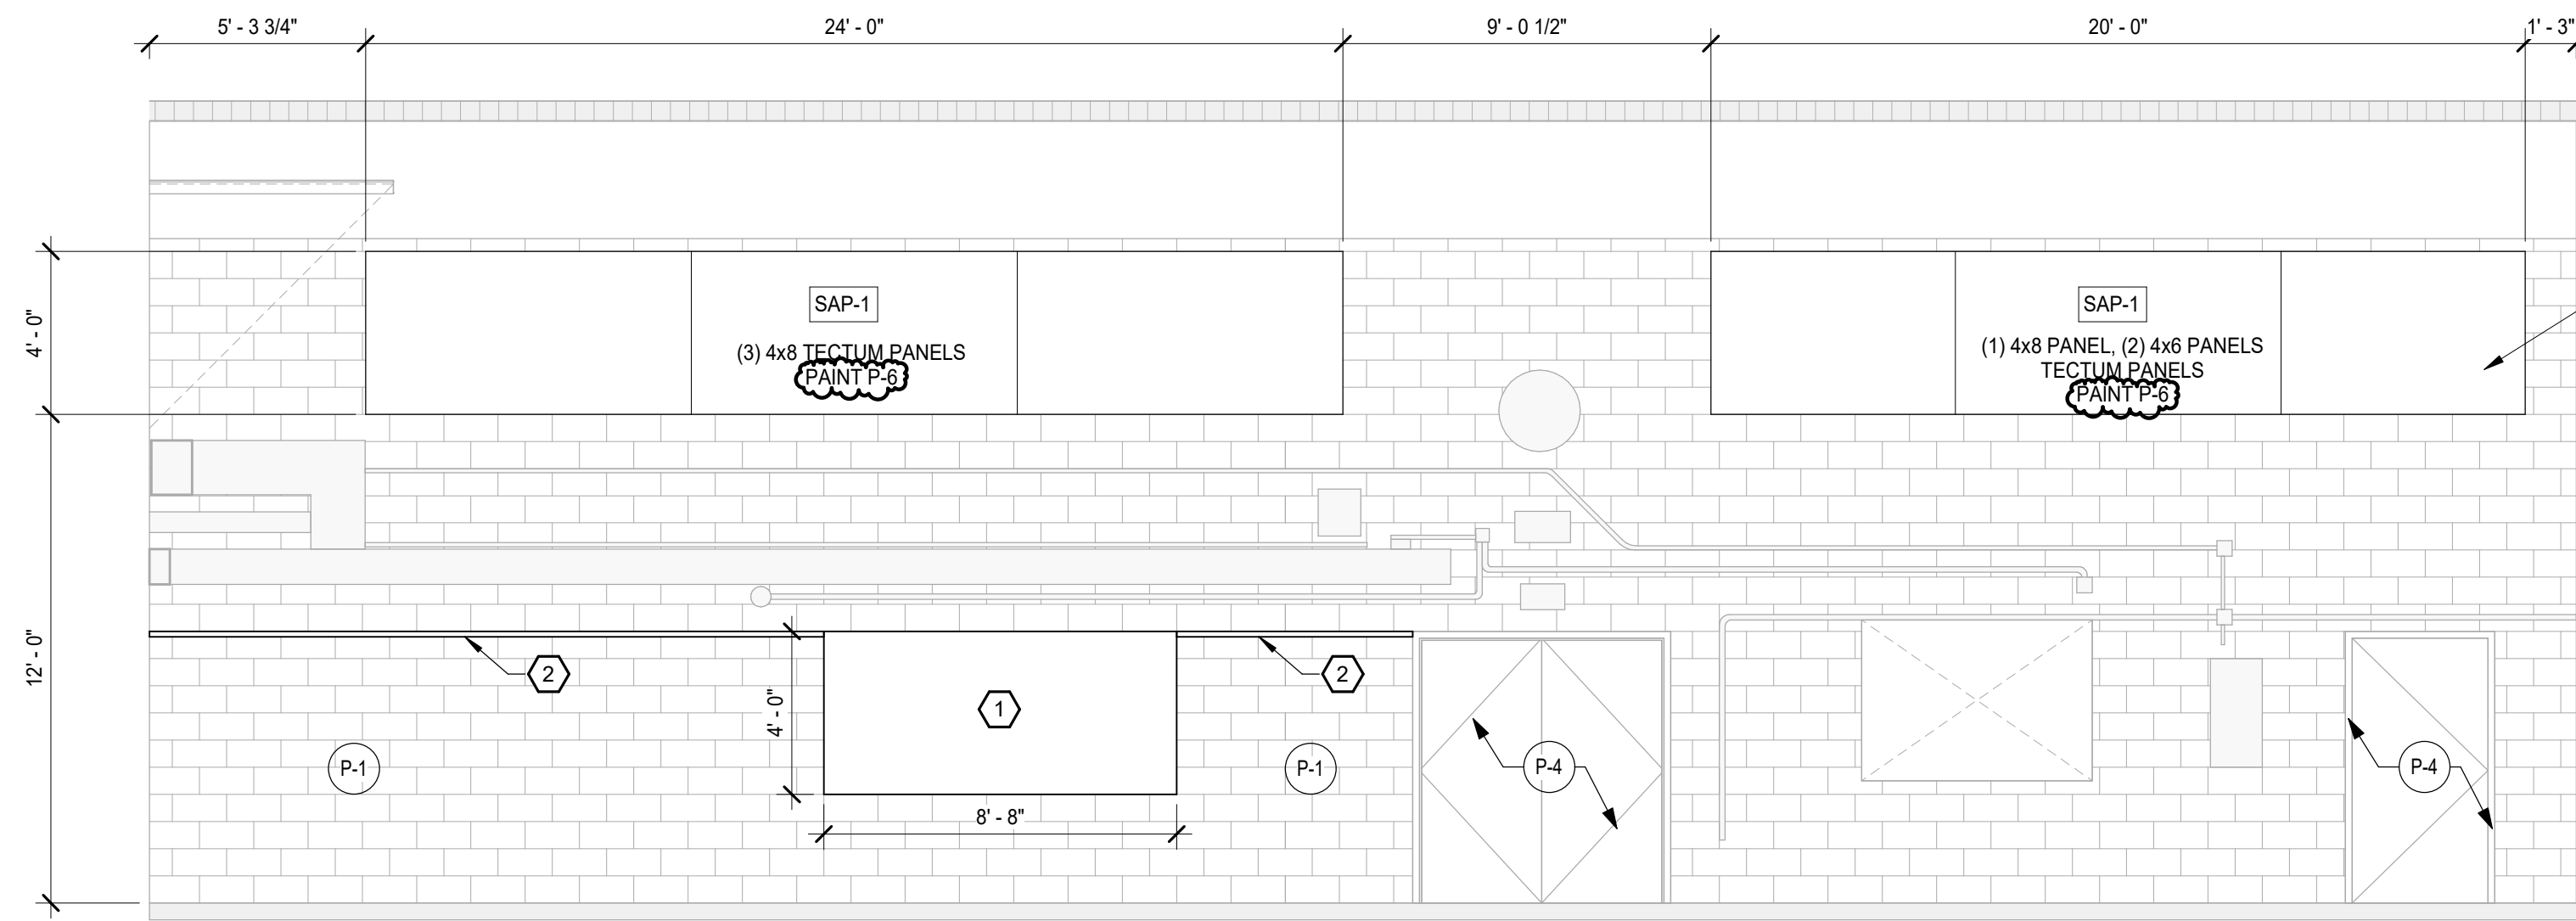 5' - 3 3/4"
24' - 0"
9' - 0 1/2"
20' - 0"
1' - 3"
4' - 0"
SAP-1
(3) 4x8 TECTUM PANELS
PAINT P-6
SAP-1
(1) 4x8 PANEL, (2) 4x6 PANELS
TECTUM PANELS
PAINT P-6
12' - 0"
2
2
1
4' - 0"
P-1
P-1
P-4
P-4
8' - 8"